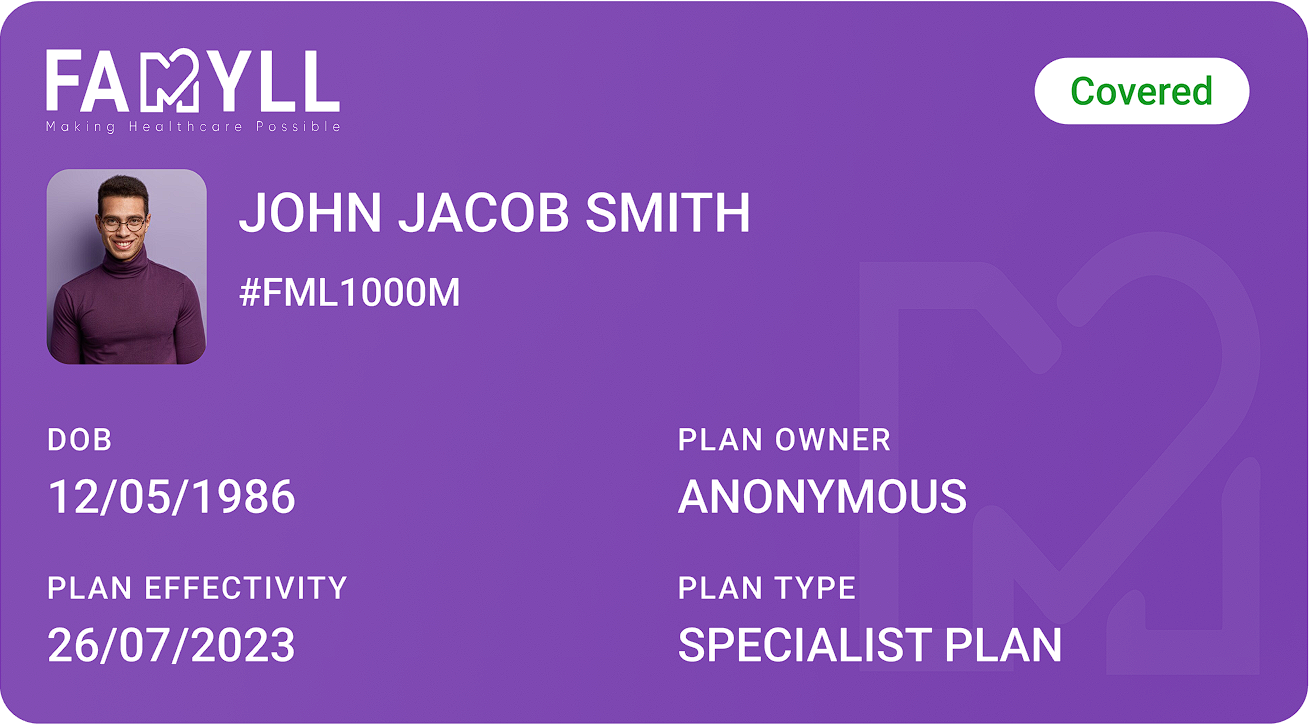 FAMYLL
Making Healthcare Possible
Covered
JOHN JACOB SMITH
#FML1000M
DOB
12/05/1986
PLAN OWNER
ANONYMOUS
PLAN EFFECTIVITY
26/07/2023
PLAN TYPE
SPECIALIST PLAN